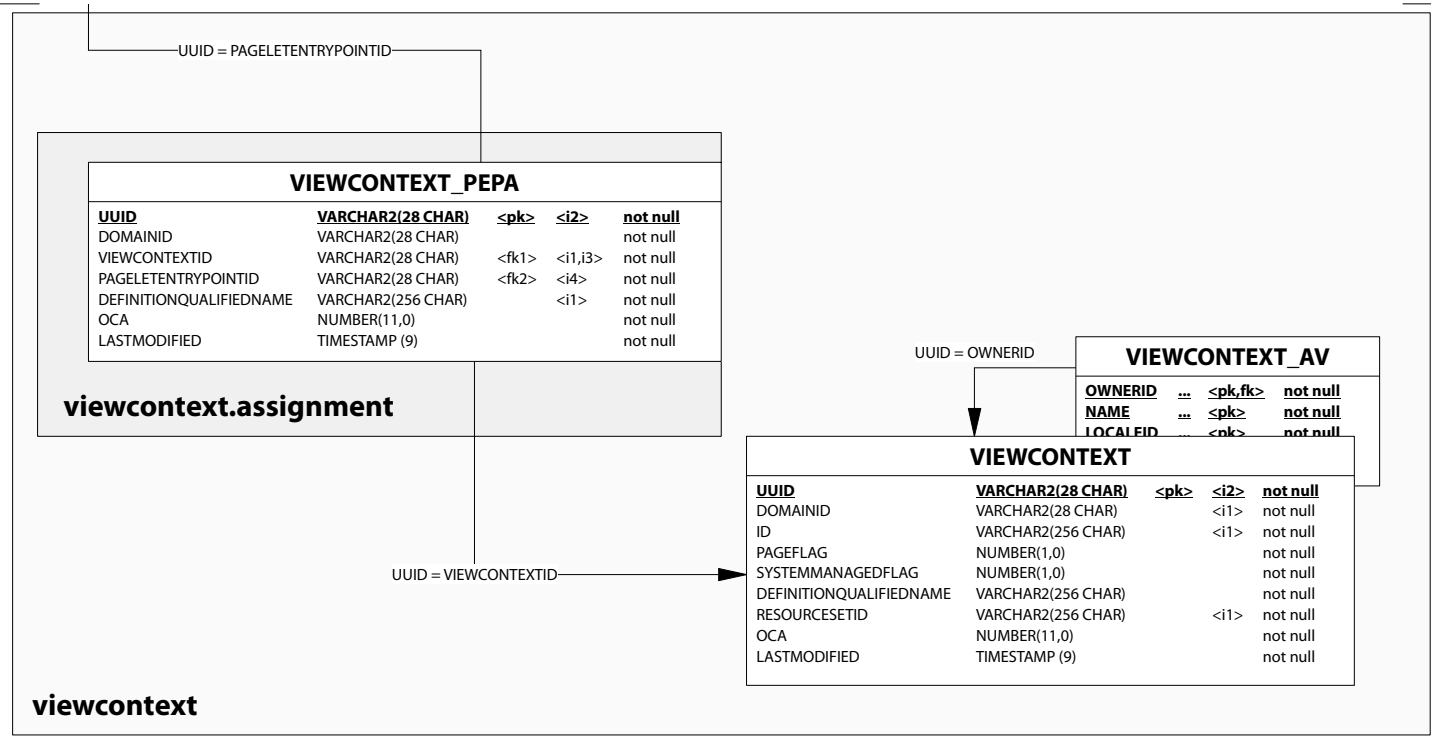 UUID = PAGELETENTRYPOINTID
VIEWCONTEXT_PEPA
UUID VARCHAR2(28 CHAR) <pk> <i2> not null
DOMAINID VARCHAR2(28 CHAR) not null
VIEWCONTEXTID VARCHAR2(28 CHAR) <fk1> <i1,i3> not null
PAGELETENTRYPOINTID VARCHAR2(28 CHAR) <fk2> <i4> not null
DEFINITIONQUALIFIEDNAME VARCHAR2(256 CHAR) <i1> not null
OCA NUMBER(11,0) not null
LASTMODIFIED TIMESTAMP (9) not null
viewcontext.assignment
UUID = OWNERID
VIEWCONTEXT_AV
OWNERID ... <pk,fk> not null
NAME ... <pk> not null
LOCALEID ... <pk> not null
VIEWCONTEXT
UUID VARCHAR2(28 CHAR) <pk> <i2> not null
DOMAINID VARCHAR2(28 CHAR) <i1> not null
ID VARCHAR2(256 CHAR) <i1> not null
PAGEFLAG NUMBER(1,0) not null
SYSTEMMANAGEDFLAG NUMBER(1,0) not null
DEFINITIONQUALIFIEDNAME VARCHAR2(256 CHAR) not null
RESOURCESETID VARCHAR2(256 CHAR) <i1> not null
OCA NUMBER(11,0) not null
LASTMODIFIED TIMESTAMP (9) not null
UUID = VIEWCONTEXTID
viewcontext